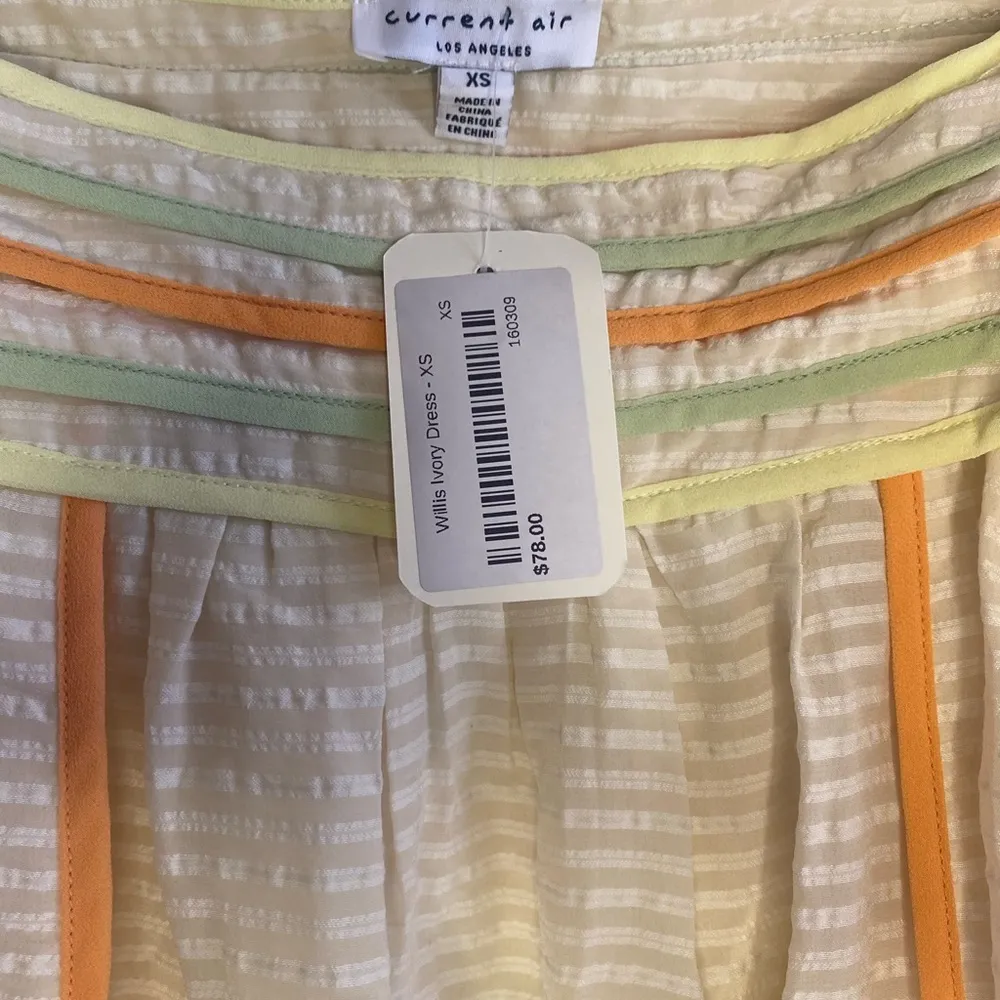 current air
LOS ANGELES
XS
MADE IN
CHINA
FABRIQUÉ
EN CHINE
Willis Ivory Dress - XS
XS
160309
$78.00